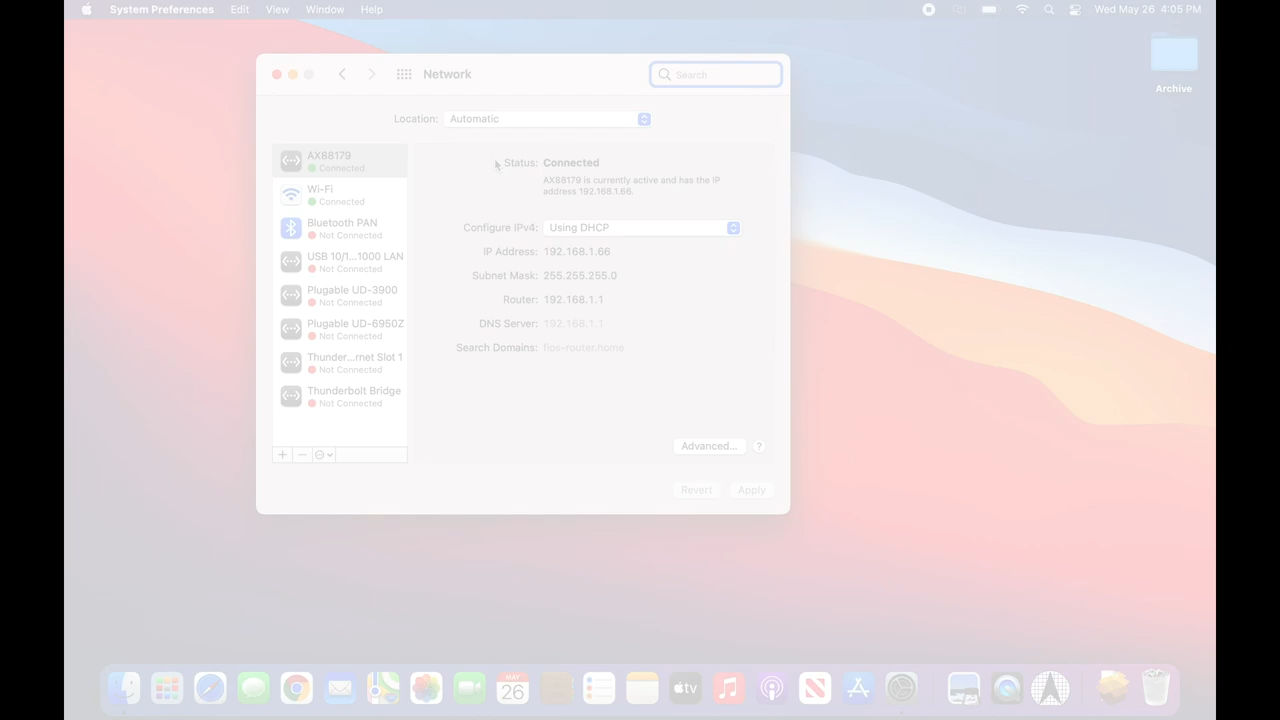 System Preferences Edit View Window Help
Wed May 26 4:05 PM
Archive
Network
Search
Location: Automatic
AX88179
Connected
Wi-Fi
Connected
Bluetooth PAN
Not Connected
USB 10/1...1000 LAN
Not Connected
Plugable UD-3900
Not Connected
Plugable UD-6950Z
Not Connected
Thunder...rnet Slot 1
Not Connected
Thunderbolt Bridge
Not Connected
Status: Connected
AX88179 is currently active and has the IP
address 192.168.1.66.
Configure IPv4: Using DHCP
IP Address: 192.168.1.66
Subnet Mask: 255.255.255.0
Router: 192.168.1.1
DNS Server: 192.168.1.1
Search Domains: fios-router.home
Advanced... ?
Revert Apply
MAY
26
tv